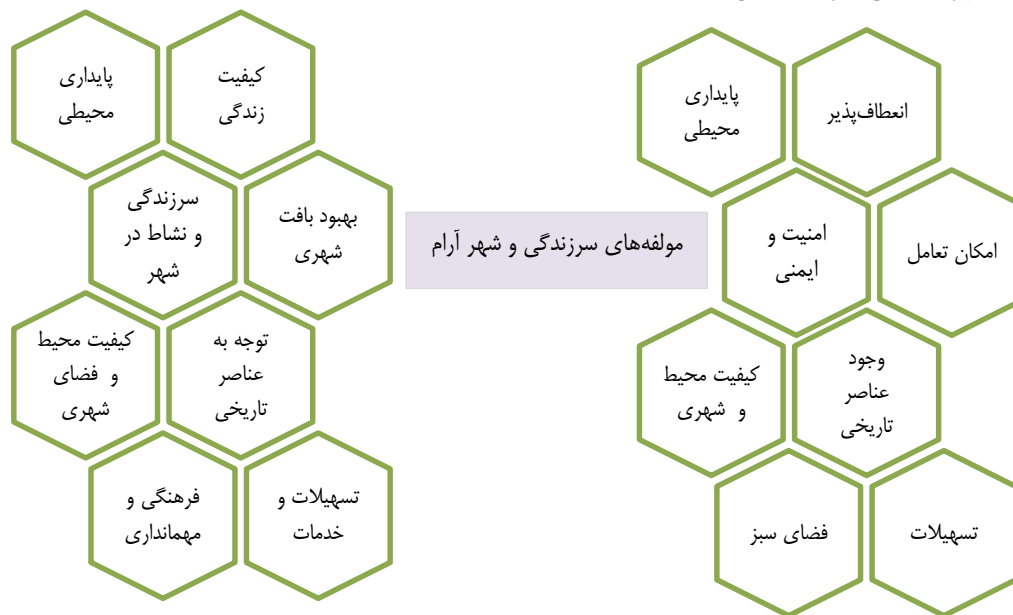 انعطاف‌پذیر
پایداری
محیطی
امکان تعامل
امنیت و
ایمنی
وجود
عناصر
تاریخی
کیفیت محیط
و شهری
تسهیلات
فضای سبز
مولفه‌های سرزندگی و شهر آرام
کیفیت
زندگی
پایداری
محیطی
بهبود بافت
شهری
سرزندگی
و نشاط در
شهر
توجه به
عناصر
تاریخی
کیفیت محیط
و فضای
شهری
تسهیلات و
خدمات
فرهنگی و
مهمانداری